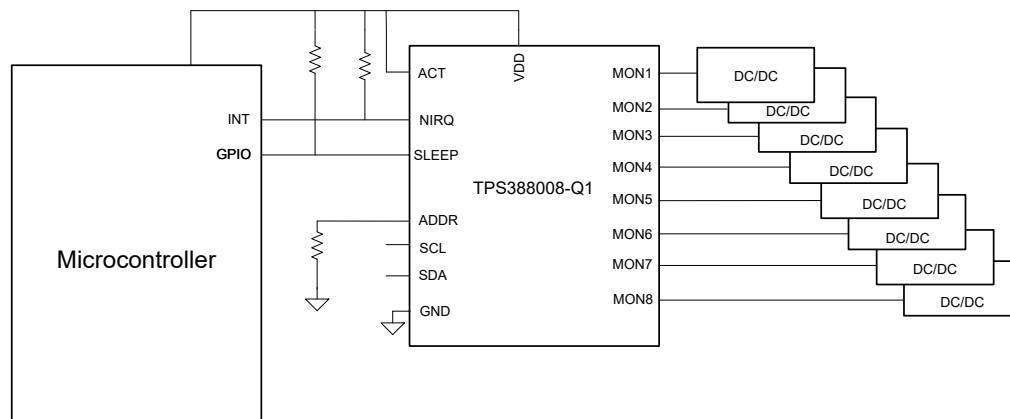 ACT
VDD
MON1
DC/DC
MON2
DC/DC
INT
NIRQ
MON3
DC/DC
GPIO
SLEEP
MON4
DC/DC
TPS388008-Q1
MON5
DC/DC
ADDR
MON6
DC/DC
SCL
Microcontroller
MON7
DC/DC
SDA
MON8
DC/DC
GND